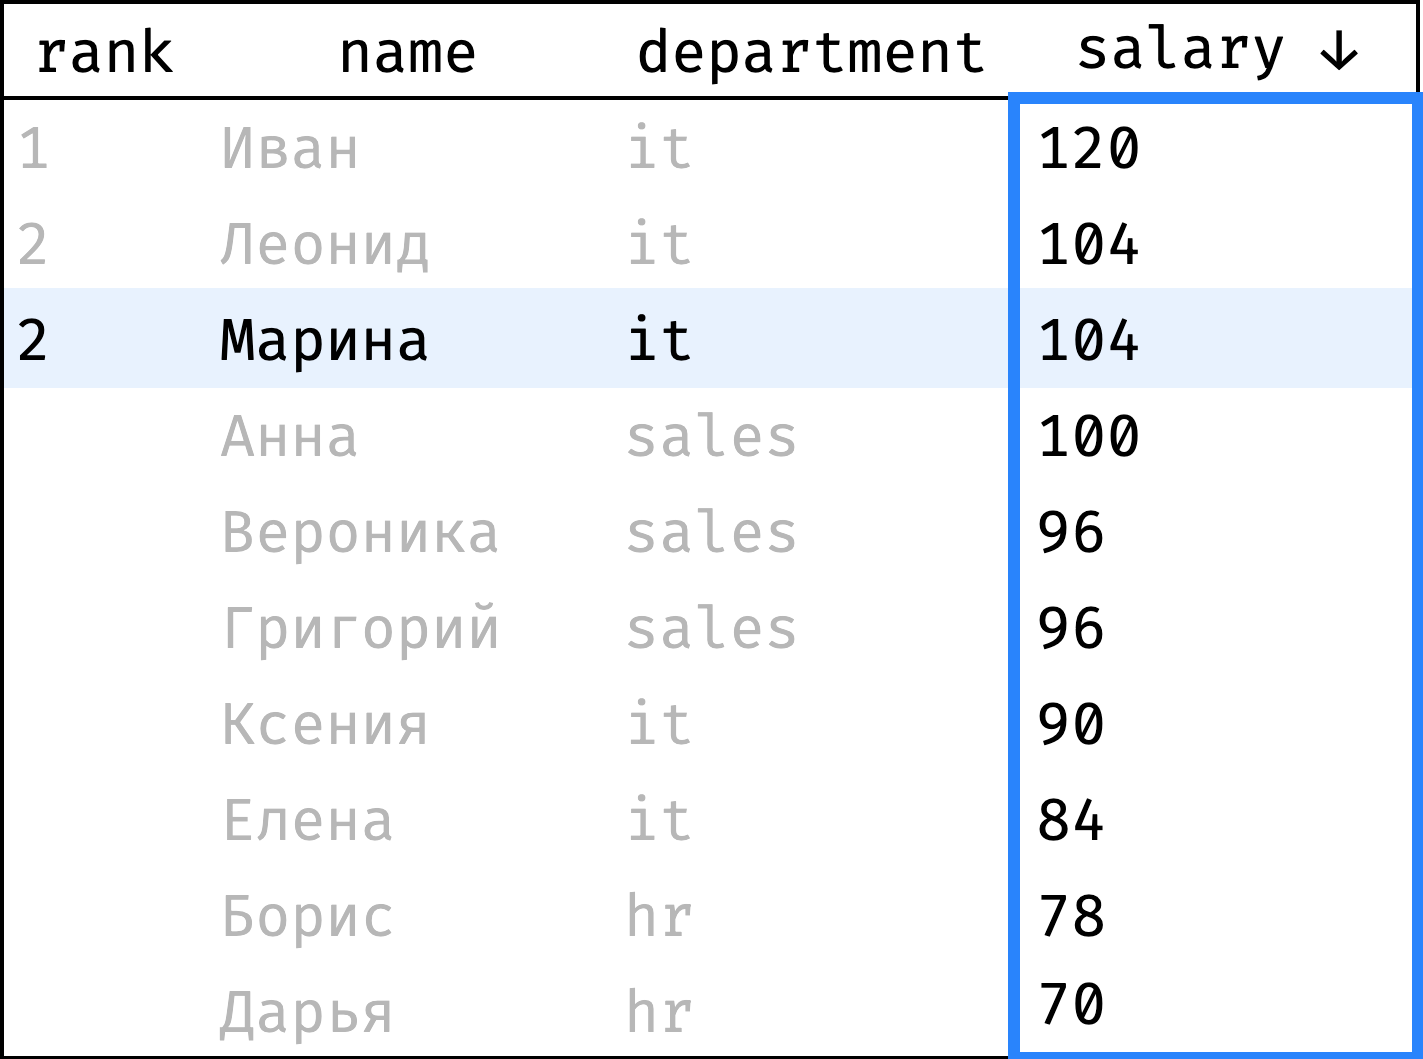 rank name department salary ↓
1 Иван it 120
2 Леонид it 104
2 Марина it 104
Анна sales 100
Вероника sales 96
Григорий sales 96
Ксения it 90
Елена it 84
Борис hr 78
Дарья hr 70